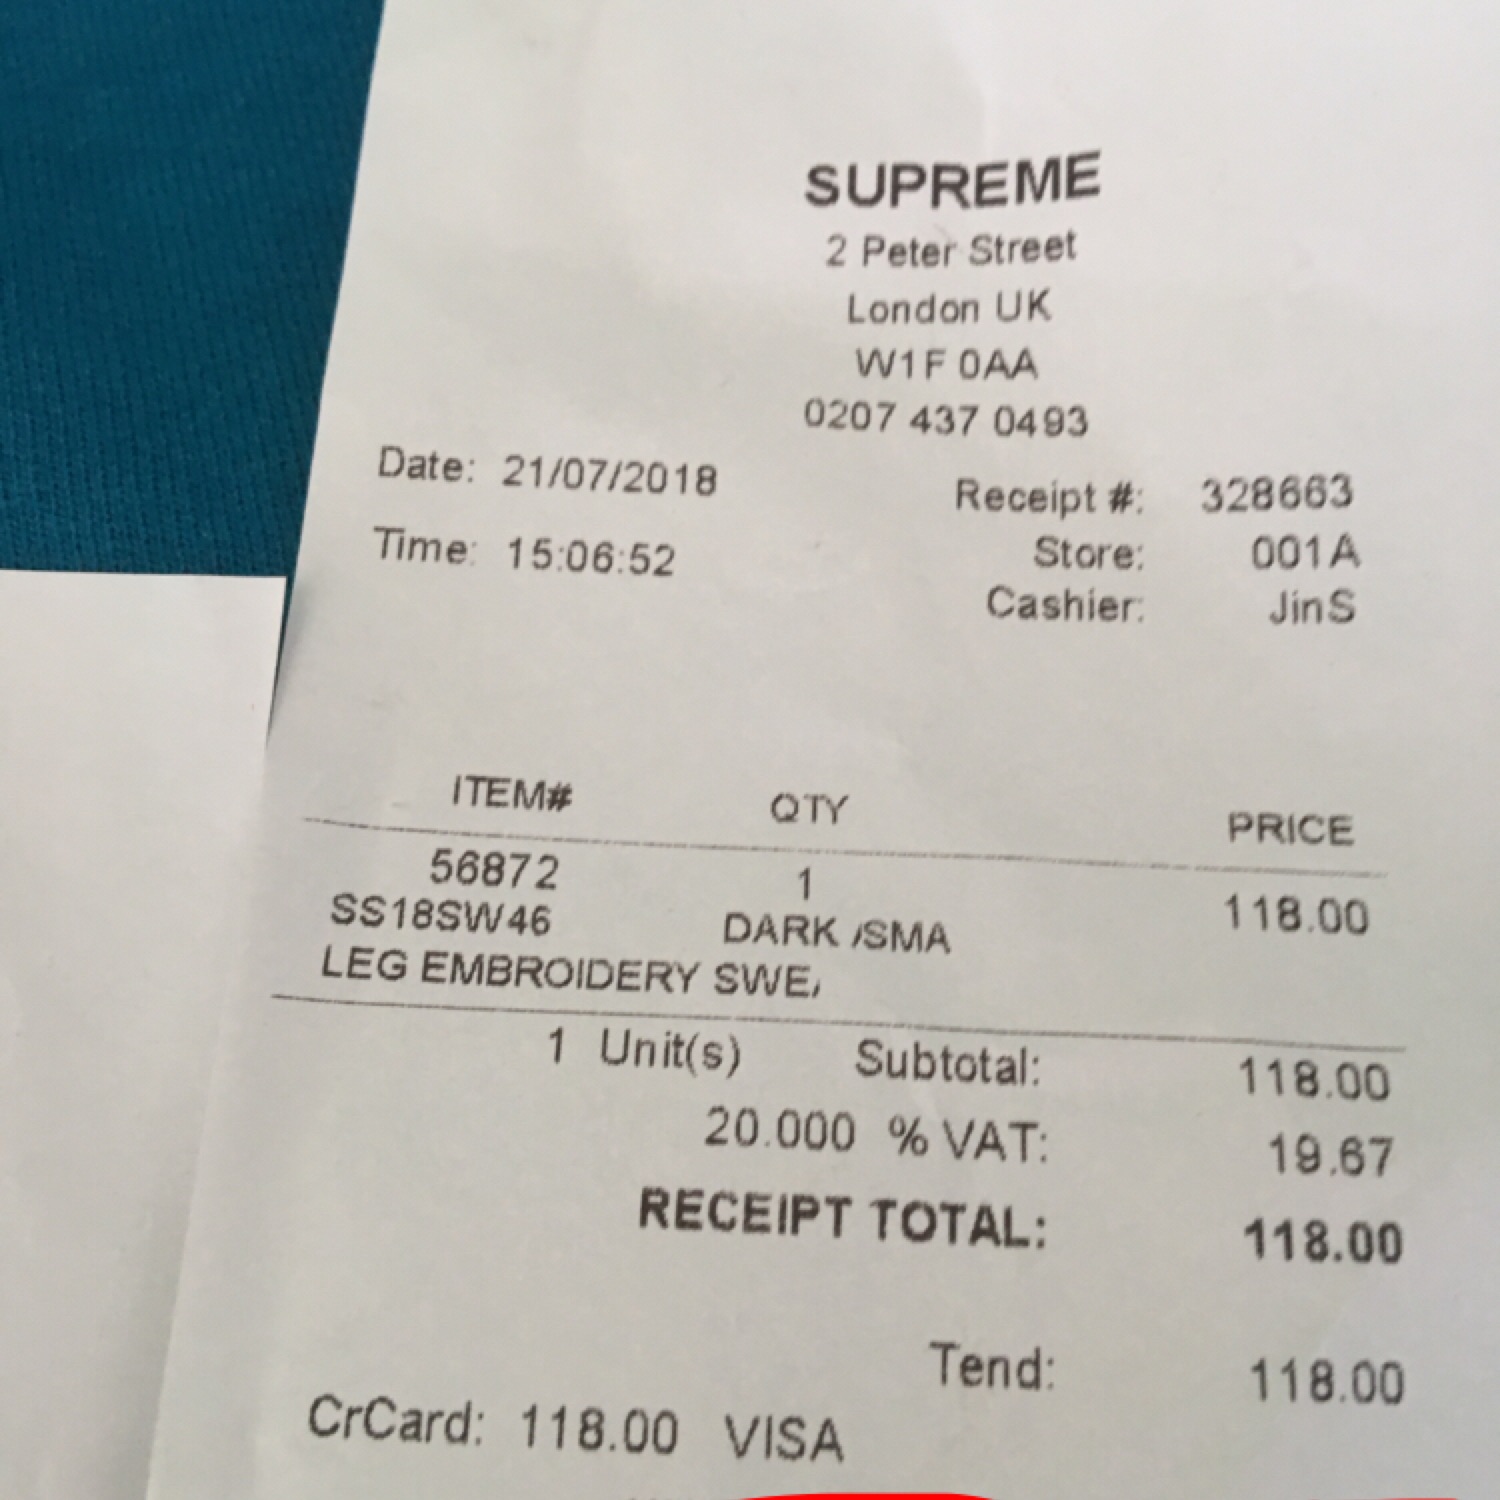 SUPREME
2 Peter Street
London UK
W1F 0AA
0207 437 0493
Date: 21/07/2018
Time: 15:06:52
Receipt #: 328663
Store: 001A
Cashier: JinS
ITEM# QTY PRICE
56872 1 118.00
SS18SW46 DARK /SMA
LEG EMBROIDERY SWE,
1 Unit(s) Subtotal: 118.00
20.000 % VAT: 19.67
RECEIPT TOTAL: 118.00
Tend: 118.00
CrCard: 118.00 VISA